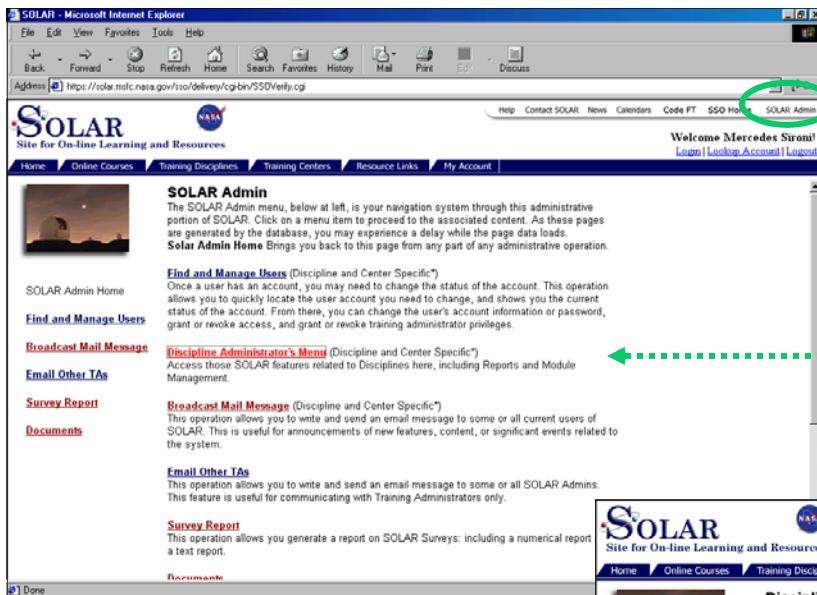 SOLAR - Microsoft Internet Explorer
File Edit View Favorites Tools Help
Back Forward Stop Refresh Home Search Favorites History Mail Print Edit Discuss
Address https://solar.msfc.nasa.gov/sso/delivery/cgi-bin/SSOVerify.cgi
Help Contact SOLAR News Calendars Code FT SSO Home SOLAR Admin
SOLAR
NASA
Site for On-line Learning and Resources
Welcome Mercedes Sironi!
Login | Lookup Account | Logout
Home Online Courses Training Disciplines Training Centers Resource Links My Account
SOLAR Admin
The SOLAR Admin menu, below at left, is your navigation system through this administrative
portion of SOLAR. Click on a menu item to proceed to the associated content. As these pages
are generated by the database, you may experience a delay while the page data loads.
Solar Admin Home Brings you back to this page from any part of any administrative operation.
SOLAR Admin Home
Find and Manage Users
Broadcast Mail Message
Email Other TAs
Survey Report
Documents
Find and Manage Users (Discipline and Center Specific*)
Once a user has an account, you may need to change the status of the account. This operation
allows you to quickly locate the user account you need to change, and shows you the current
status of the account. From there, you can change the user's account information or password,
grant or revoke access, and grant or revoke training administrator privileges.
Discipline Administrator's Menu (Discipline and Center Specific*)
Access those SOLAR features related to Disciplines here, including Reports and Module
Management.
Broadcast Mail Message (Discipline and Center Specific*)
This operation allows you to write and send an email message to some or all current users of
SOLAR. This is useful for announcements of new features, content, or significant events related to
the system.
Email Other TAs
This operation allows you to write and send an email message to some or all SOLAR Admins.
This feature is useful for communicating with Training Administrators only.
Survey Report
This operation allows you generate a report on SOLAR Surveys: including a numerical report
a text report.
Documents
Done
SOLAR
Site for On-line Learning and Resourc
Home Online Courses Training Discip
Discipli